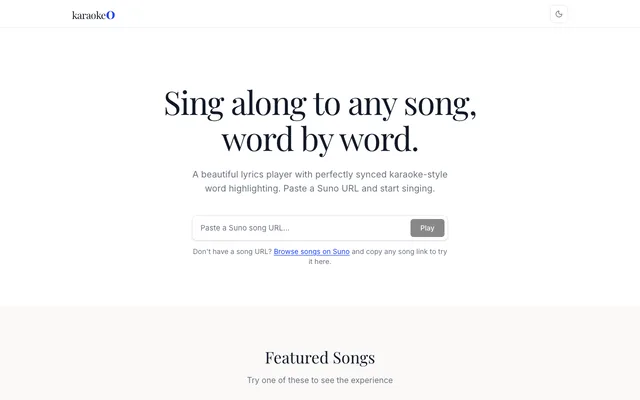 karaokeO
Sing along to any song,
word by word.
A beautiful lyrics player with perfectly synced karaoke-style
word highlighting. Paste a Suno URL and start singing.
Paste a Suno song URL...
Play
Don't have a song URL? Browse songs on Suno and copy any song link to try
it here.
Featured Songs
Try one of these to see the experience